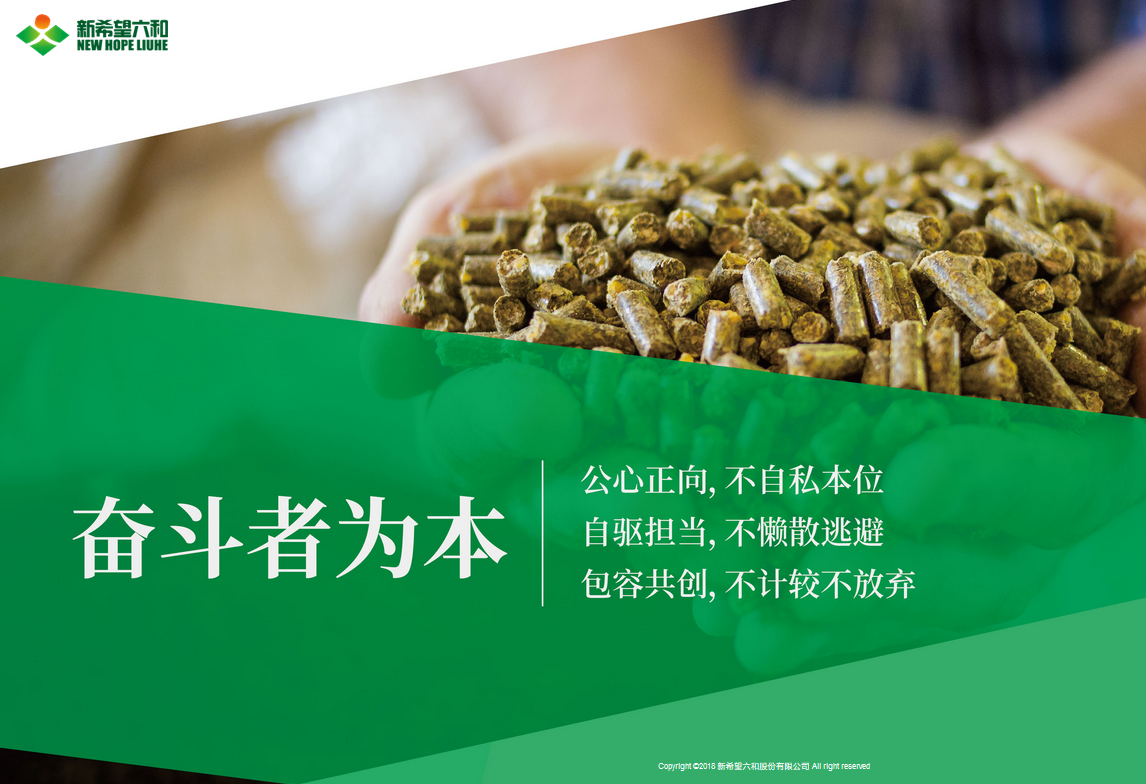 新希望六和
NEW HOPE LIUHE
奋斗者为本
公心正向, 不自私本位
自驱担当, 不懒散逃避
包容共创, 不计较不放弃
Copyright ©2018 新希望六和股份有限公司 All right reserved